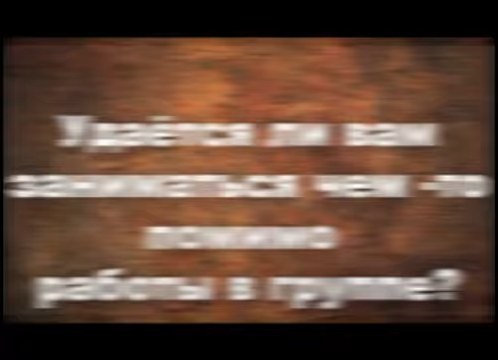 Удаётся ли вам
заниматься чем -то
помимо
работы в группе?